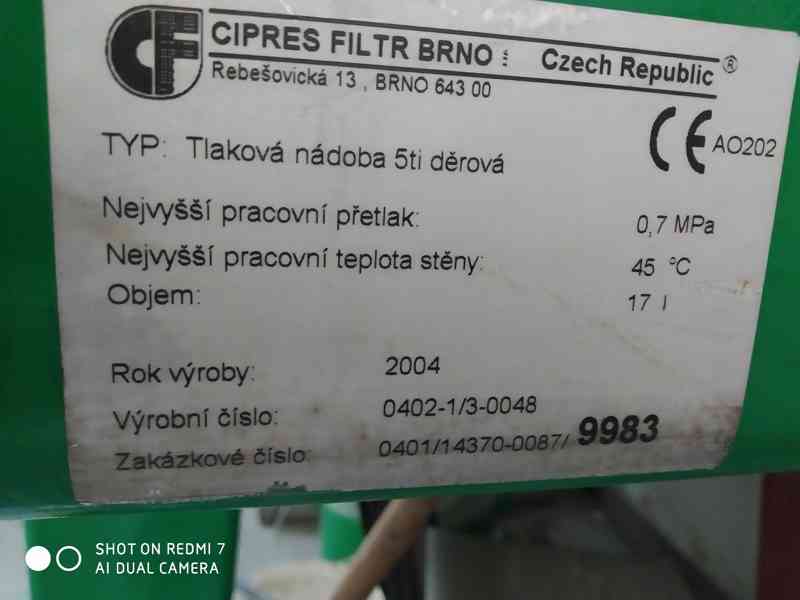 CF
CIPRES FILTR BRNO s.r.o. Czech Republic ®
Rebešovická 13 , BRNO 643 00
CE AO202
TYP: Tlaková nádoba 5ti děrová
Nejvyšší pracovní přetlak: 0,7 MPa
Nejvyšší pracovní teplota stěny: 45 °C
Objem: 17 l
Rok výroby: 2004
Výrobní číslo: 0402-1/3-0048
Zakázkové číslo: 0401/14370-0087/ 9983
SHOT ON REDMI 7
AI DUAL CAMERA